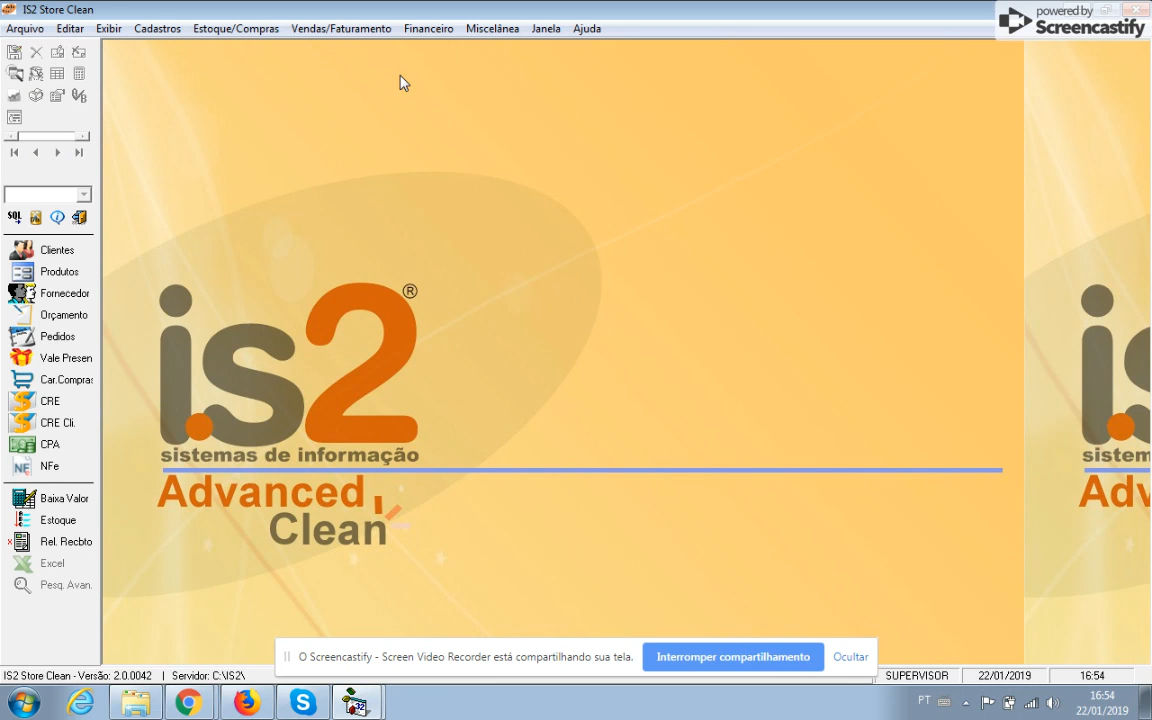 IS2 Store Clean
powered by
Screencastify
Arquivo Editar Exibir Cadastros Estoque/Compras Vendas/Faturamento Financeiro Miscelânea Janela Ajuda
SQL
Clientes
Produtos
Fornecedor
Orçamento
Pedidos
Vale Presen
Car.Compras
CRE
CRE Cli.
CPA
NFe
Baixa Valor
Estoque
Rel. Recbto
Excel
Pesq. Avan.
is2 ®
sistemas de informação
Advanced
Clean
is
sistem
Adv
O Screencastify - Screen Video Recorder está compartilhando sua tela. Interromper compartilhamento Ocultar
IS2 Store Clean - Versão: 2.0.0042 | Servidor: C:\IS2\ SUPERVISOR 22/01/2019 16:54
PT 16:54
22/01/2019